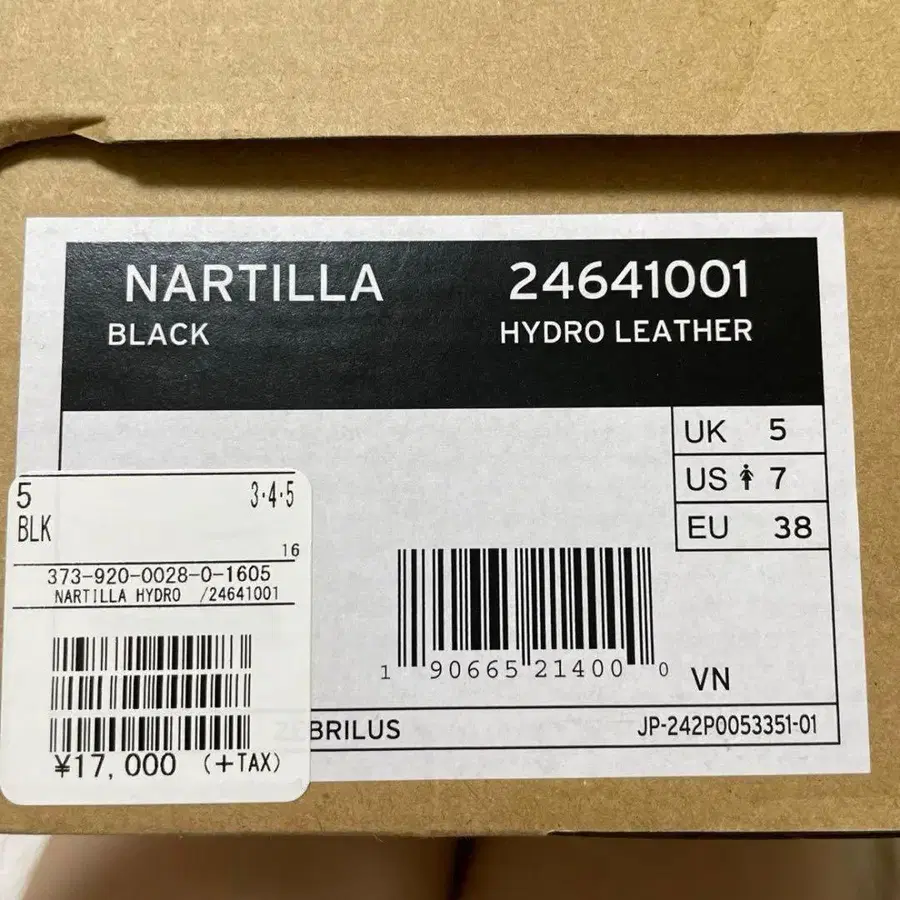 NARTILLA 24641001
BLACK HYDRO LEATHER
UK 5
US 7
EU 38
5 3·4·5
BLK
16
373-920-0028-0-1605
NARTILLA HYDRO /24641001
¥17,000 (+TAX)
1 90665 21400 0
VN
ZEBRILUS JP-242P0053351-01